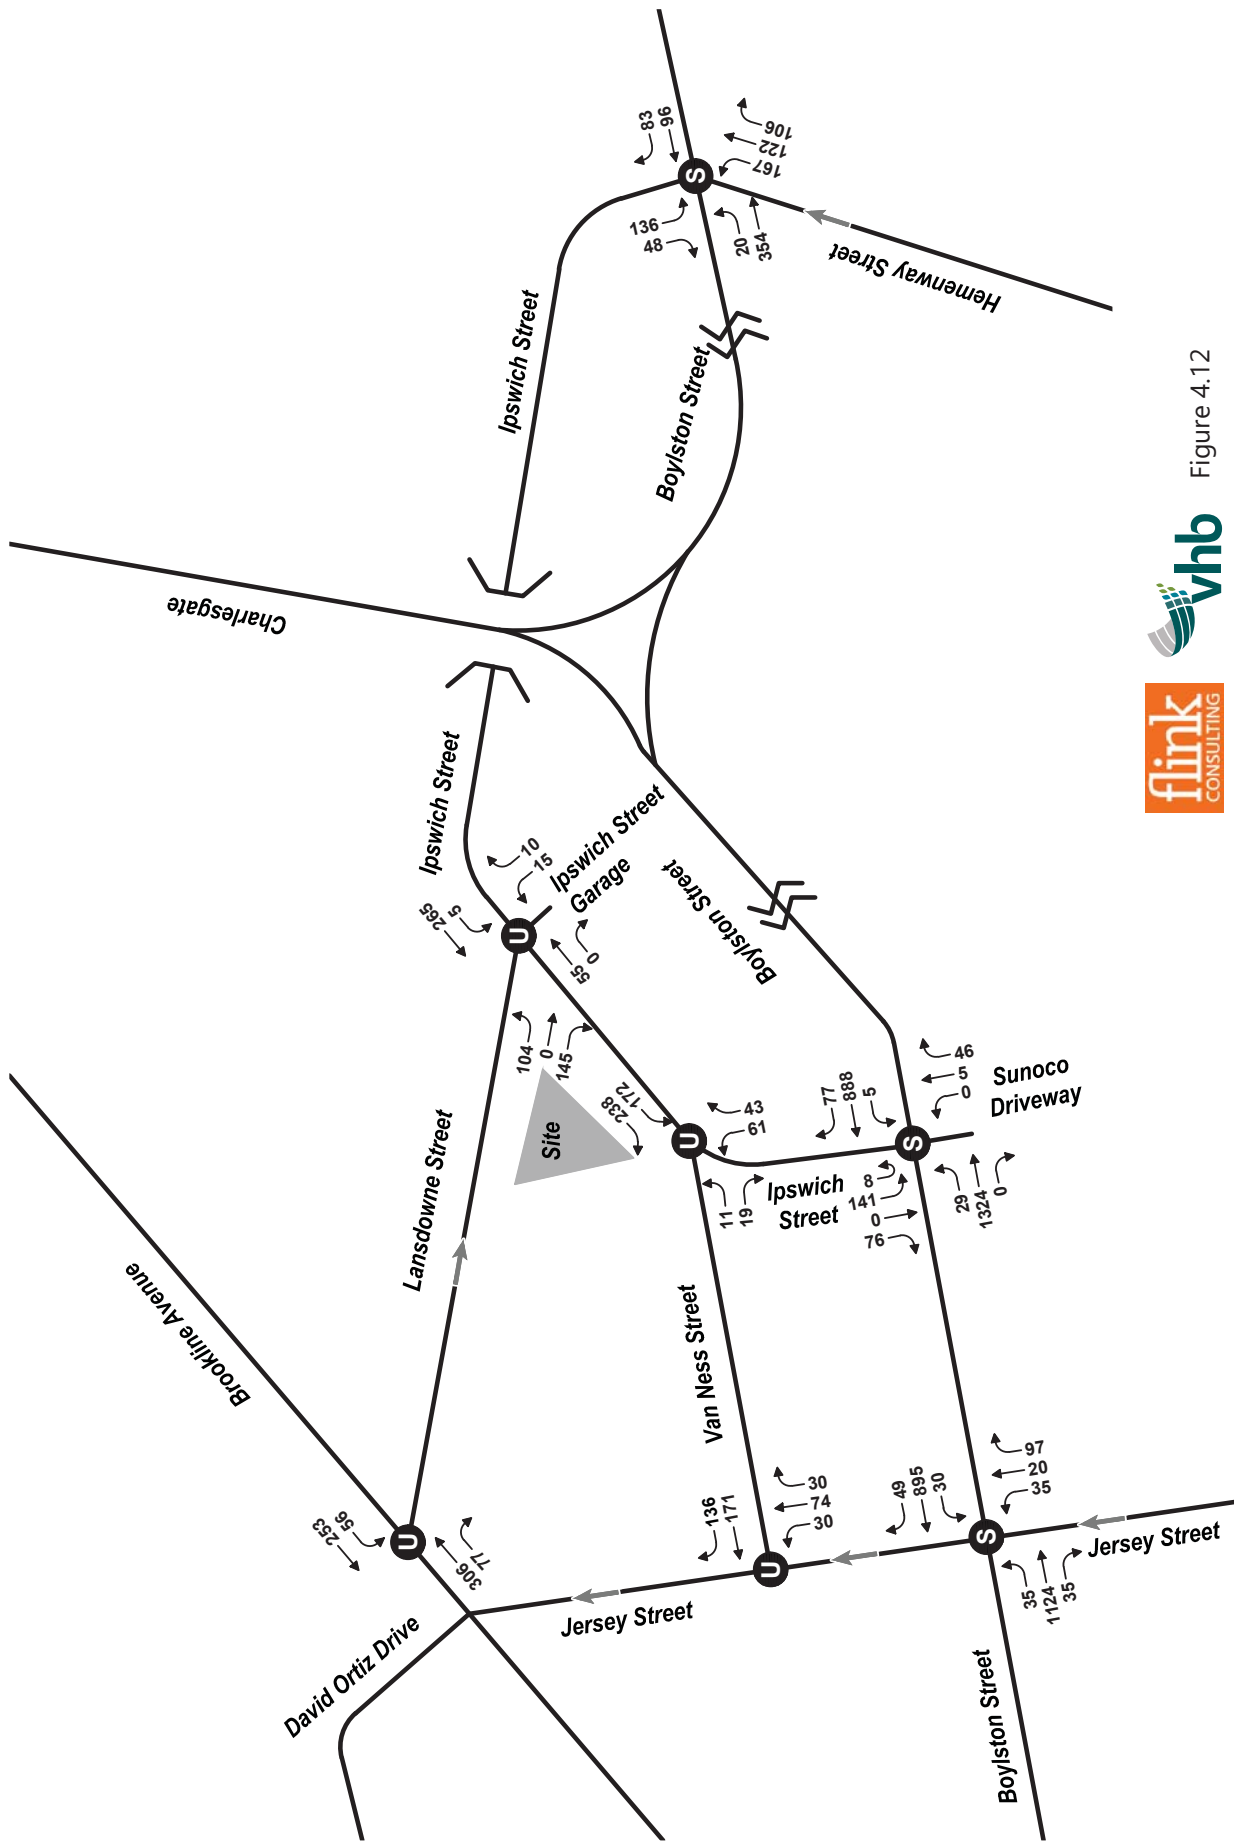 Brookline Avenue
David Ortiz Drive
253
56
306
77
Lansdowne Street
Jersey Street
U
Charlesgate
Ipswich Street
Ipswich Street
265
5
10
15
Ipswich Street
Garage
U
55
0
104
0
145
Site
238
172
U
43
61
11
19
Van Ness Street
136
171
U
30
74
30
Ipswich
Street
77
888
5
S
46
5
0
Sunoco
Driveway
8
141
0
76
29
1324
0
49
895
30
S
97
20
35
35
1124
35
Jersey Street
Boylston Street
Boylston Street
Boylston Street
83
96
136
48
S
106
122
167
20
354
Hemenway Street
flink
CONSULTING
vhb
Figure 4.12